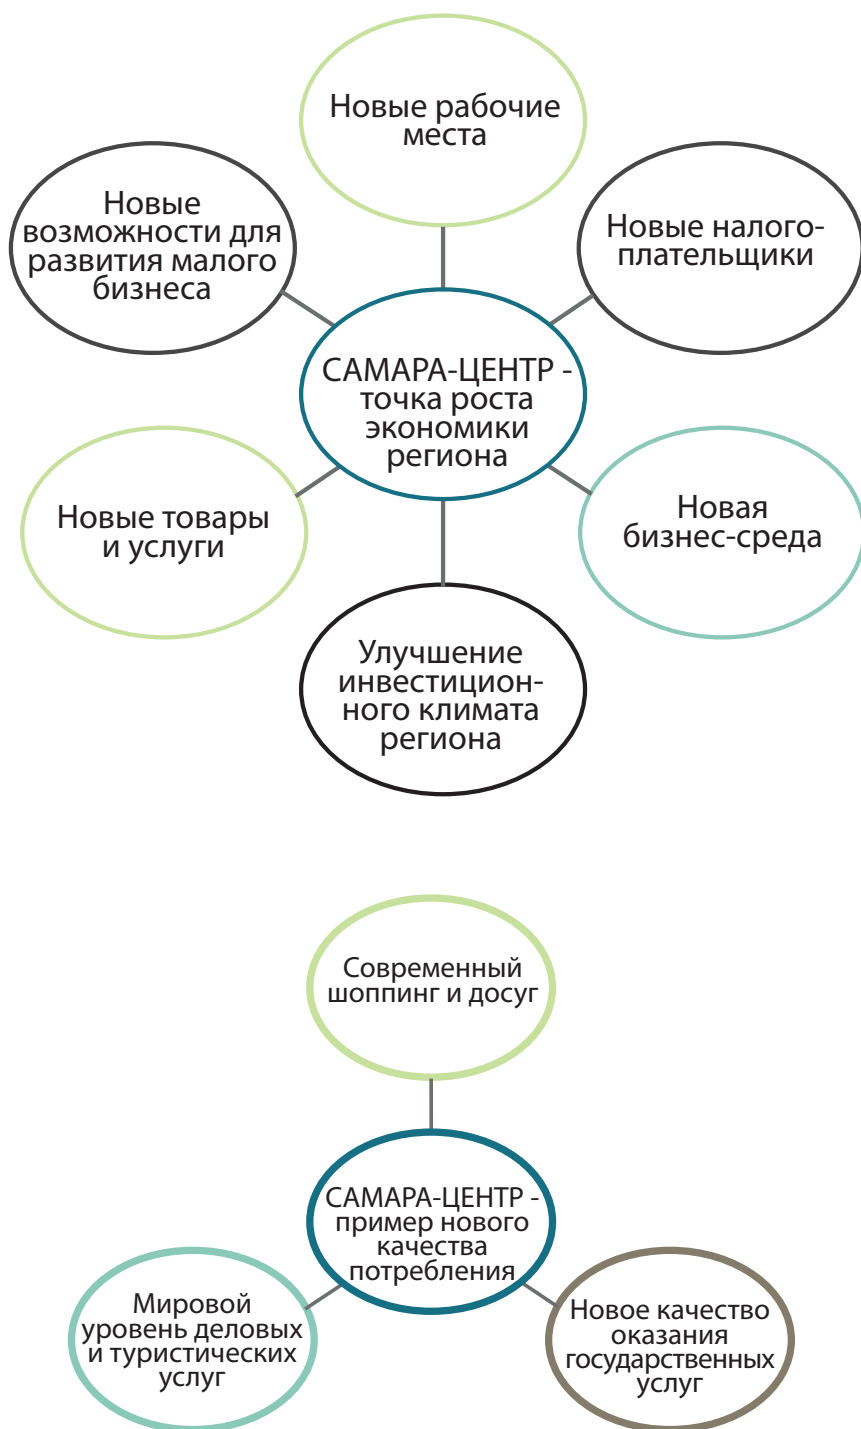 Новые рабочие
места
Новые
возможности для
развития малого
бизнеса
Новые налого-
плательщики
САМАРА-ЦЕНТР -
точка роста
экономики
региона
Новые товары
и услуги
Новая
бизнес-среда
Улучшение
инвестицион-
ного климата
региона
Современный
шоппинг и досуг
САМАРА-ЦЕНТР -
пример нового
качества
потребления
Мировой
уровень деловых
и туристических
услуг
Новое качество
оказания
государственных
услуг